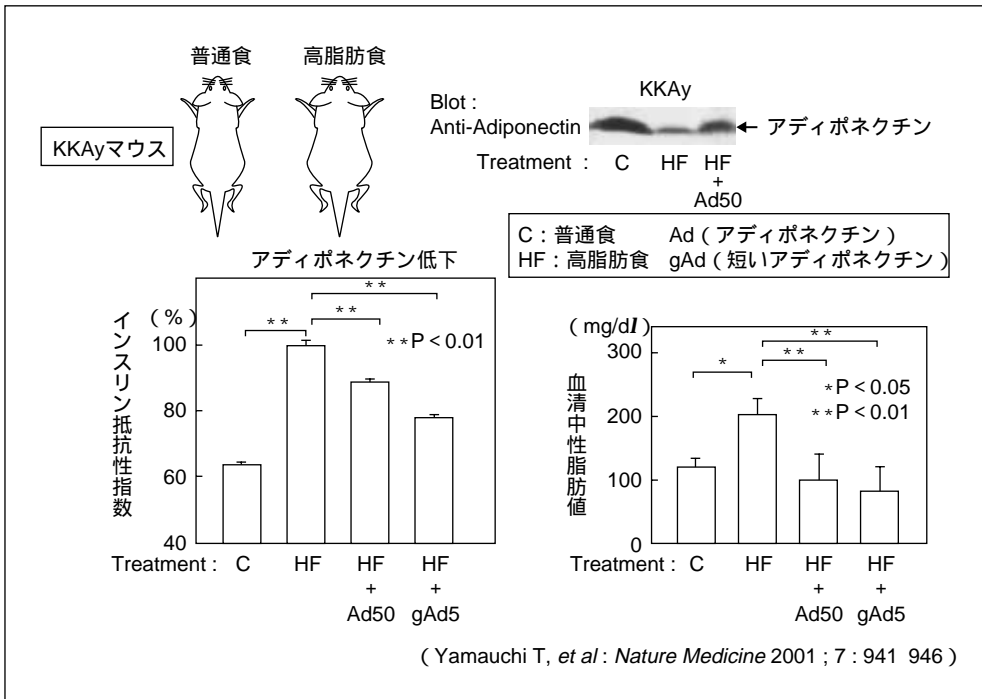 普通食 高脂肪食
KKAyマウス
KKAy
Blot :
Anti-Adiponectin ← アディポネクチン
Treatment : C HF HF
+
Ad50
C：普通食 Ad（アディポネクチン）
HF：高脂肪食 gAd（短いアディポネクチン）
アディポネクチン低下
インスリン抵抗性指数
（%）
100
80
60
40
** ** **
**P＜0.01
Treatment : C HF HF HF
+ +
Ad50 gAd5
血清中性脂肪値
（mg/dl）
300
200
100
0
* ** **
*P＜0.05
**P＜0.01
Treatment : C HF HF HF
+ +
Ad50 gAd5
（Yamauchi T, et al : Nature Medicine 2001 ; 7 : 941 946）